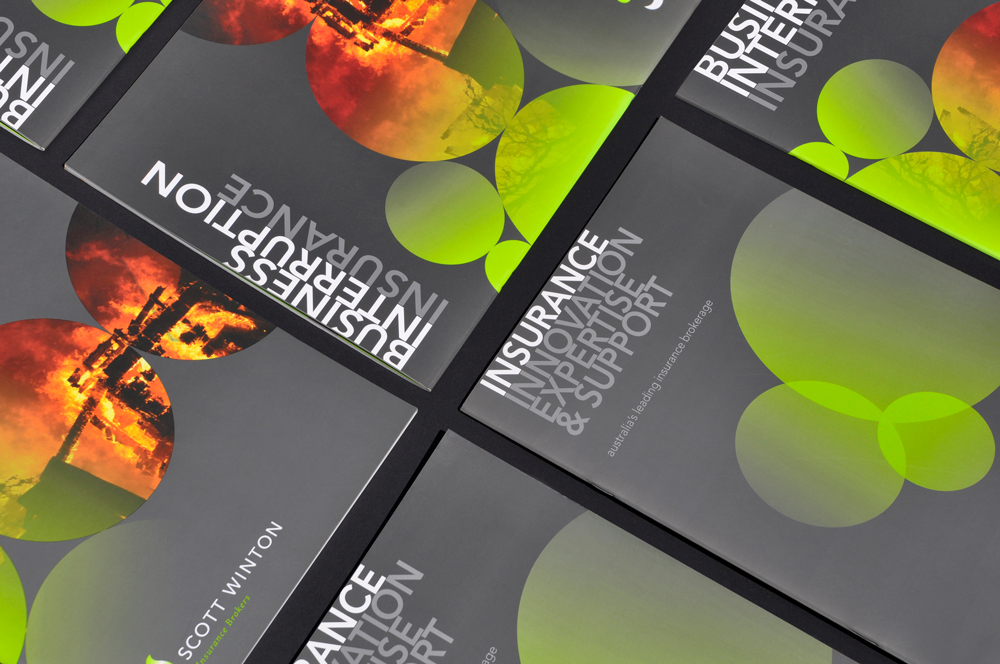 BUSINESS
INTERRUPTION
INSURANCE
INSURANCE
INNOVATION
EXPERTISE
& SUPPORT
australia's leading insurance brokerage
SCOTT WINTON
Insurance Brokers